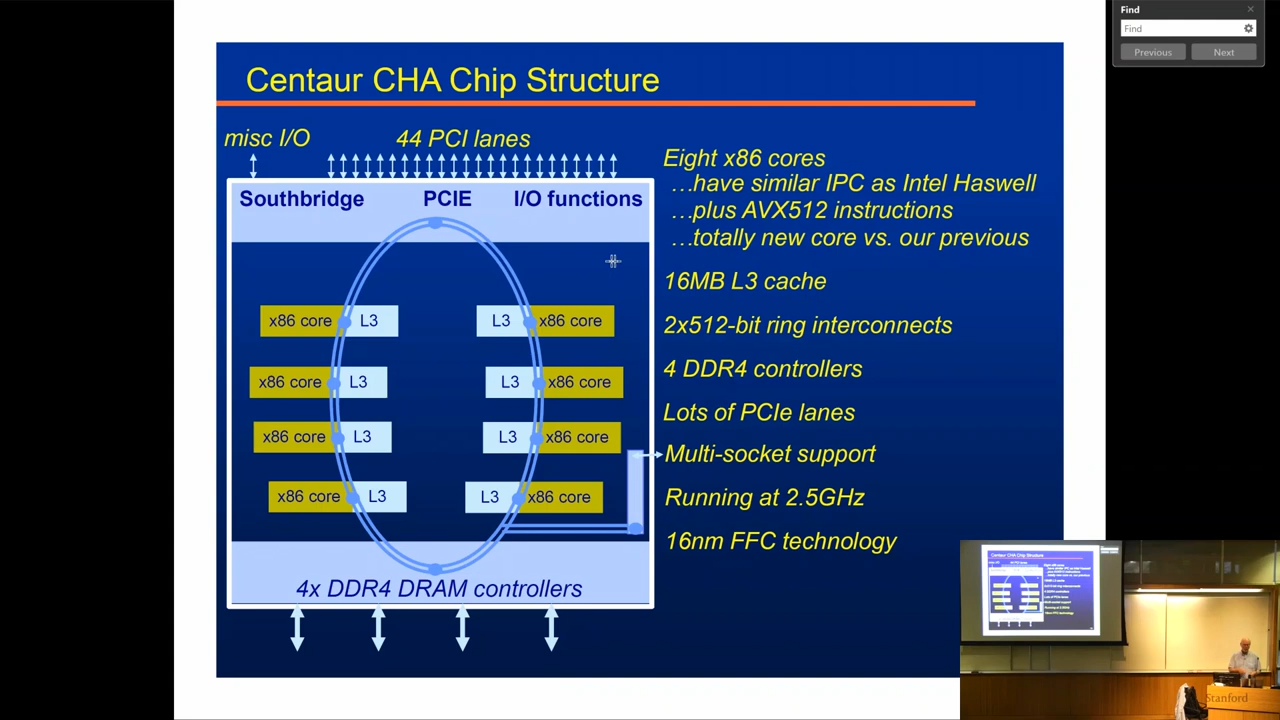 Find
Find
Previous
Next
Centaur CHA Chip Structure
misc I/O
44 PCI lanes
Southbridge
PCIE
I/O functions
x86 core
L3
L3
x86 core
x86 core
L3
L3
x86 core
x86 core
L3
L3
x86 core
x86 core
L3
L3
x86 core
4x DDR4 DRAM controllers
Eight x86 cores
…have similar IPC as Intel Haswell
…plus AVX512 instructions
…totally new core vs. our previous
16MB L3 cache
2x512-bit ring interconnects
4 DDR4 controllers
Lots of PCIe lanes
Multi-socket support
Running at 2.5GHz
16nm FFC technology
Centaur CHA Chip Structure
Stanford